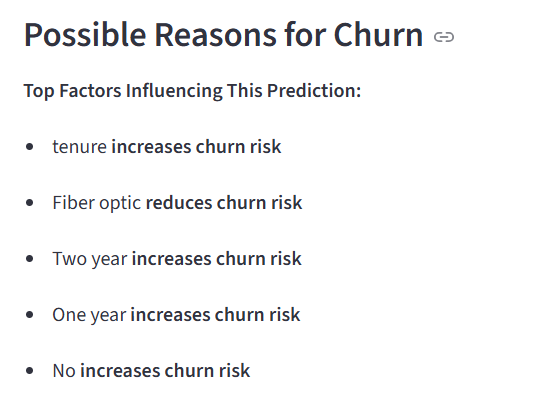 Possible Reasons for Churn
Top Factors Influencing This Prediction:
tenure increases churn risk
Fiber optic reduces churn risk
Two year increases churn risk
One year increases churn risk
No increases churn risk